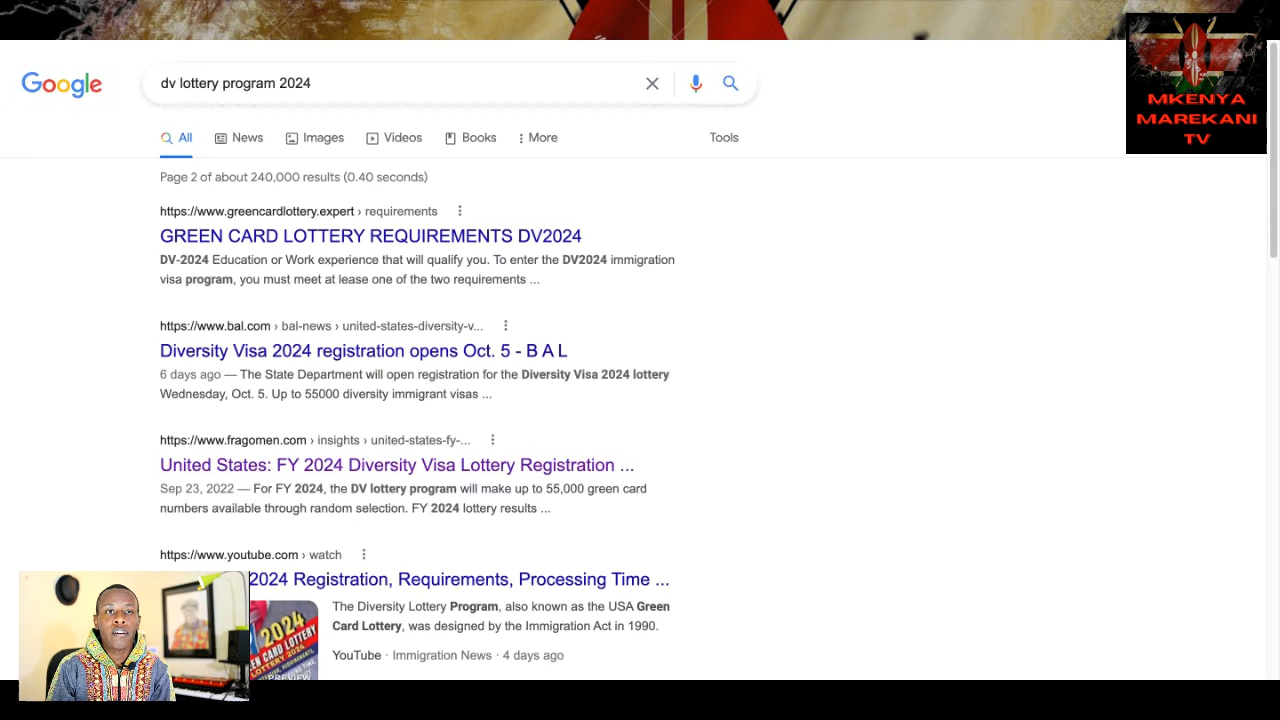 Google
dv lottery program 2024
MKENYA
MAREKANI
TV
All
News
Images
Videos
Books
More
Tools
Page 2 of about 240,000 results (0.40 seconds)
https://www.greencardlottery.expert › requirements
GREEN CARD LOTTERY REQUIREMENTS DV2024
DV-2024 Education or Work experience that will qualify you. To enter the DV2024 immigration
visa program, you must meet at lease one of the two requirements ...
https://www.bal.com › bal-news › united-states-diversity-v...
Diversity Visa 2024 registration opens Oct. 5 - B A L
6 days ago — The State Department will open registration for the Diversity Visa 2024 lottery
Wednesday, Oct. 5. Up to 55000 diversity immigrant visas ...
https://www.fragomen.com › insights › united-states-fy-...
United States: FY 2024 Diversity Visa Lottery Registration ...
Sep 23, 2022 — For FY 2024, the DV lottery program will make up to 55,000 green card
numbers available through random selection. FY 2024 lottery results ...
https://www.youtube.com › watch
2024 Registration, Requirements, Processing Time ...
The Diversity Lottery Program, also known as the USA Green
Card Lottery, was designed by the Immigration Act in 1990.
YouTube · Immigration News · 4 days ago
2024